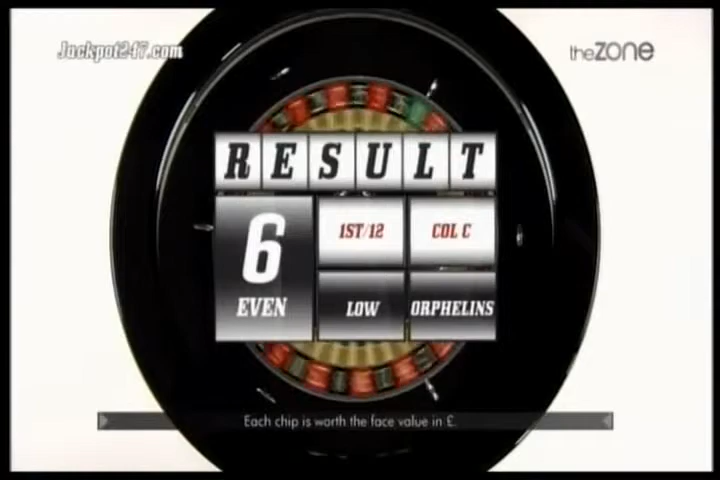 Jackpot247.com
theZONE
RESULT
6
EVEN
1ST/12
COL C
LOW
ORPHELINS
Each chip is worth the face value in £.